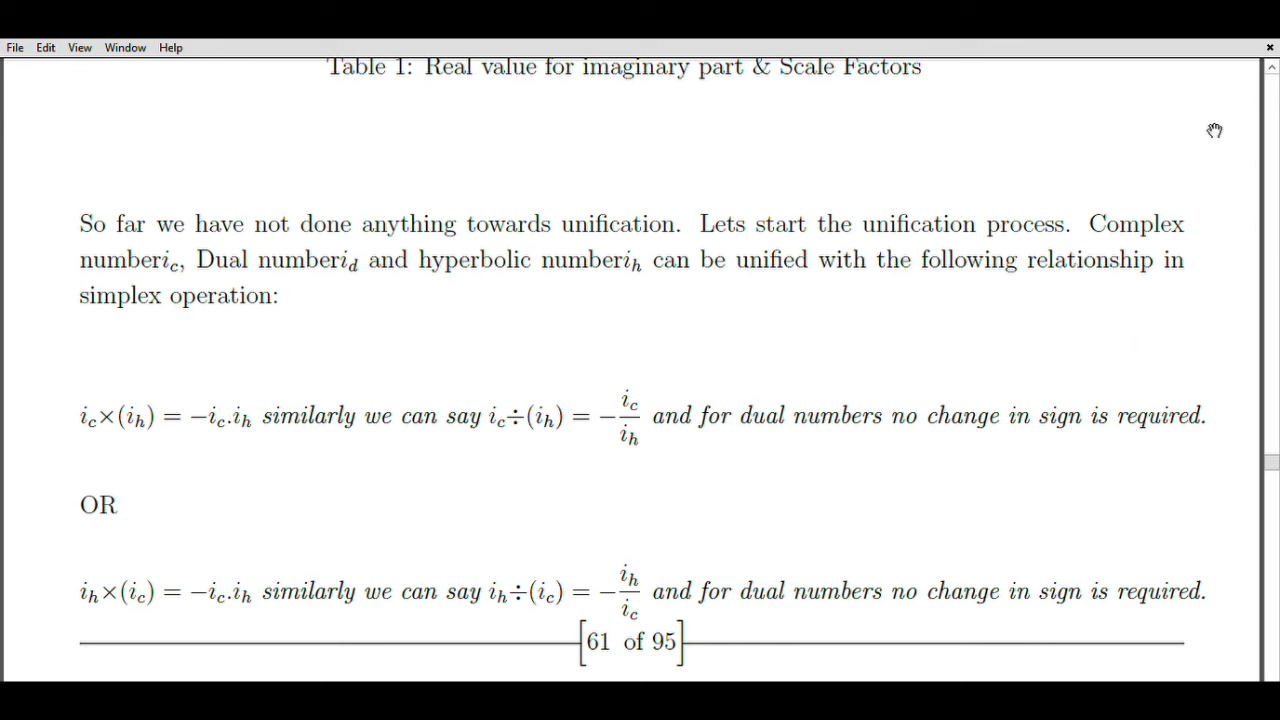 File Edit View Window Help ×
Table 1: Real value for imaginary part & Scale Factors
So far we have not done anything towards unification. Lets start the unification process. Complex
numberi_c, Dual numberi_d and hyperbolic numberi_h can be unified with the following relationship in
simplex operation:
i_c×(i_h) = −i_c.i_h similarly we can say i_c÷(i_h) = −i_c/i_h and for dual numbers no change in sign is required.
OR
i_h×(i_c) = −i_c.i_h similarly we can say i_h÷(i_c) = −i_h/i_c and for dual numbers no change in sign is required.
[61 of 95]